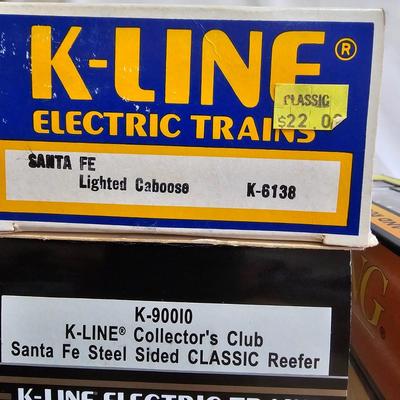 K-LINE®
CLASSIC
$22.00
ELECTRIC TRAINS
SANTA FE
Lighted Caboose K-6138
K-90010
K-LINE® Collector's Club
Santa Fe Steel Sided CLASSIC Reefer
K-LINE ELECTRIC